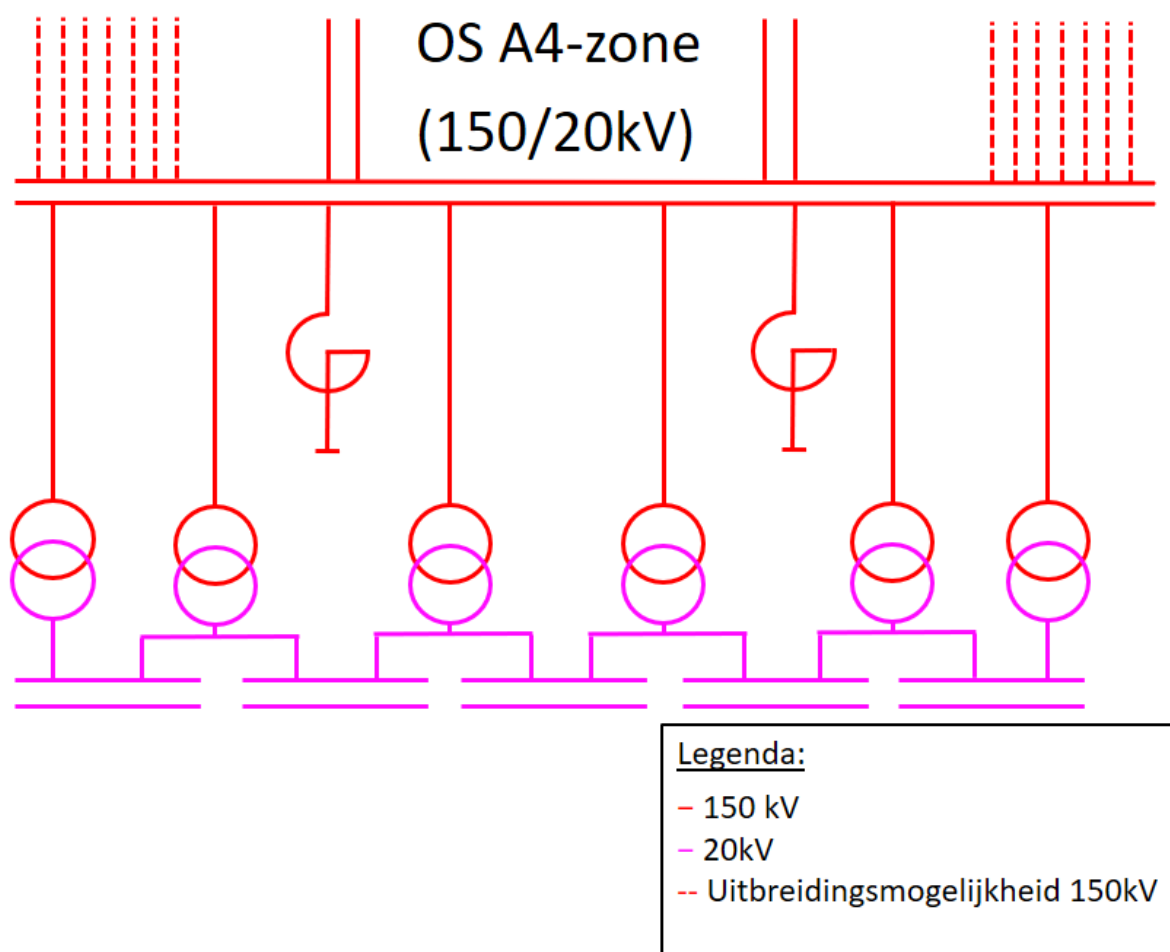 OS A4-zone
(150/20kV)
Legenda:
– 150 kV
– 20kV
-- Uitbreidingsmogelijkheid 150kV